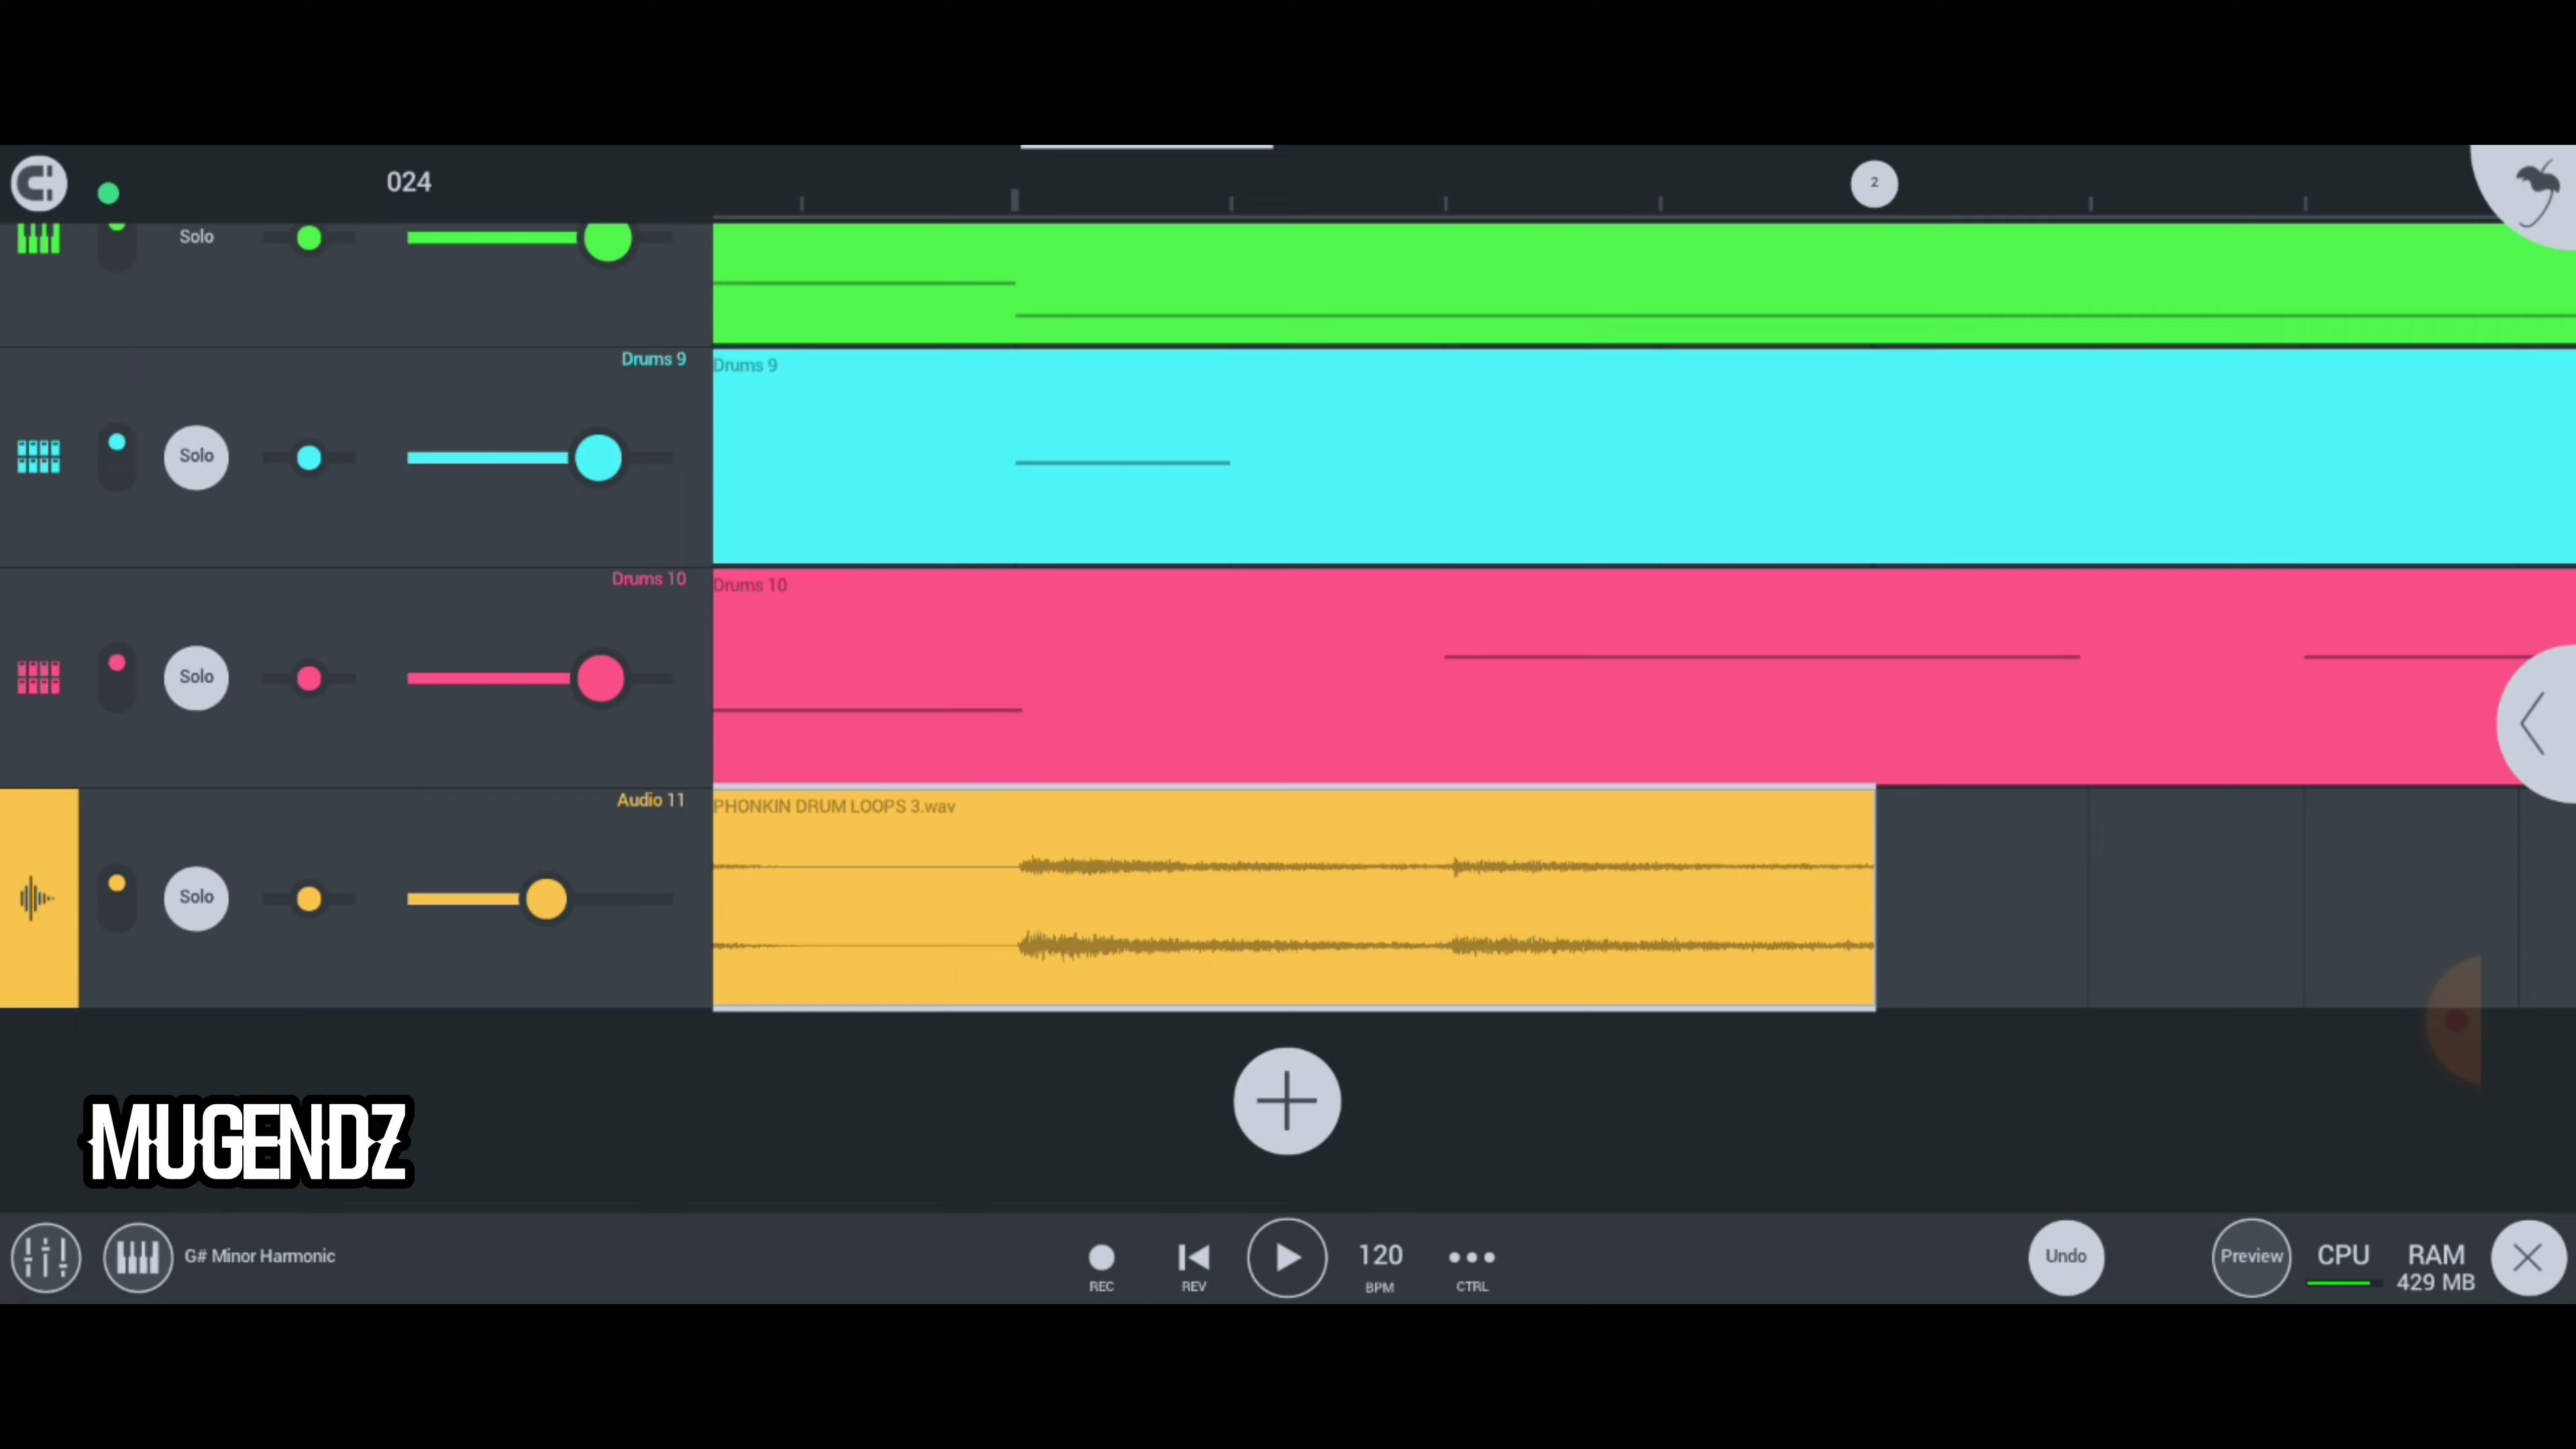 024
2
Solo
Drums 9
Drums 9
Solo
Drums 10
Drums 10
Solo
Audio 11
PHONKIN DRUM LOOPS 3.wav
Solo
MUGENDZ
G# Minor Harmonic
REC
REV
120
BPM
CTRL
Undo
Preview
CPU
RAM
429 MB